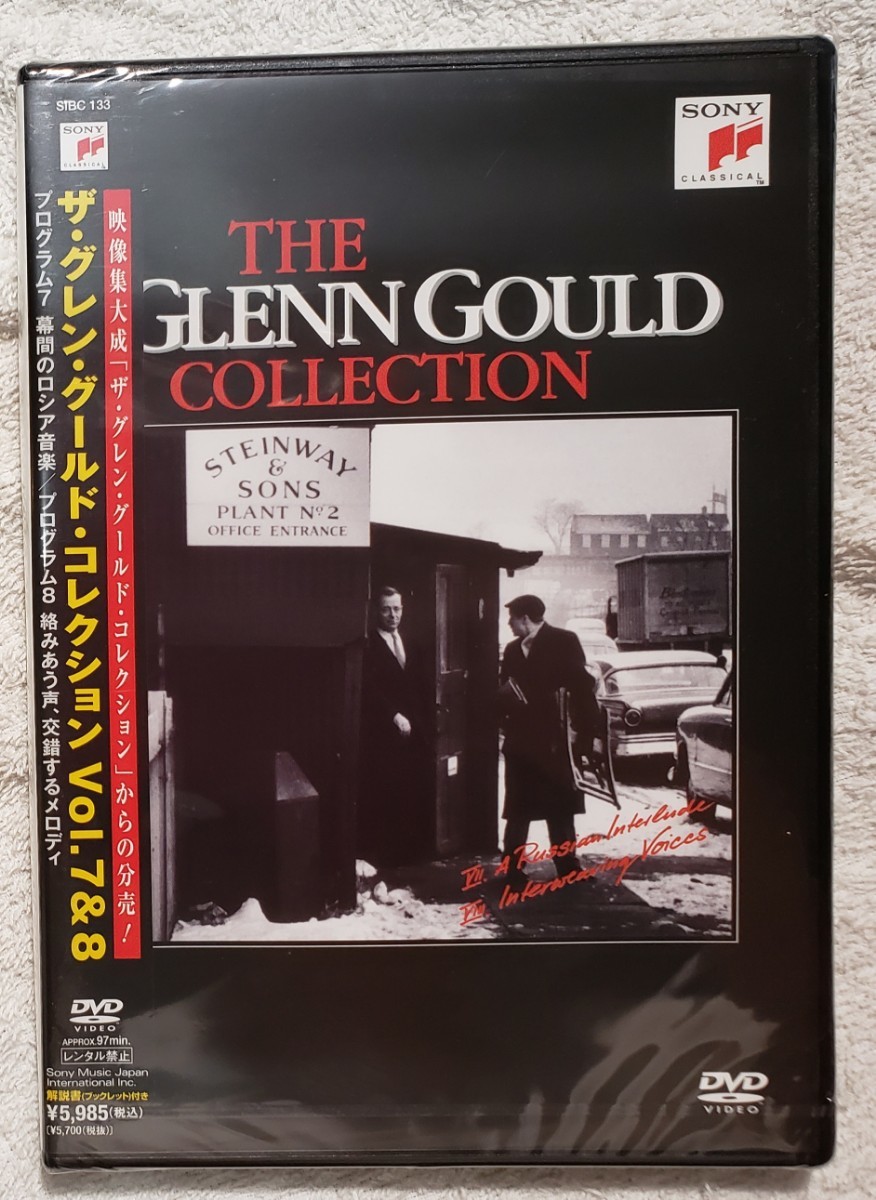 SIBC 133
SONY
CLASSICAL
映像集大成「ザ・グレン・グールド・コレクション」からの分売!
ザ・グレン・グールド・コレクション Vol.7&8
プログラム7 幕間のロシア音楽/プログラム8 絡みあう声、交錯するメロディ
DVD
VIDEO
APPROX.97min.
レンタル禁止
Sony Music Japan
International Inc.
解説書(ブックレット)付き
¥5,985(税込)
[¥5,700(税抜)]
SONY
CLASSICAL
TM
THE
GLENN GOULD
COLLECTION
STEINWAY
&
SONS
PLANT Nº 2
OFFICE ENTRANCE
VII. A Russian Interlude
VIII. Interweaving Voices
DVD
VIDEO